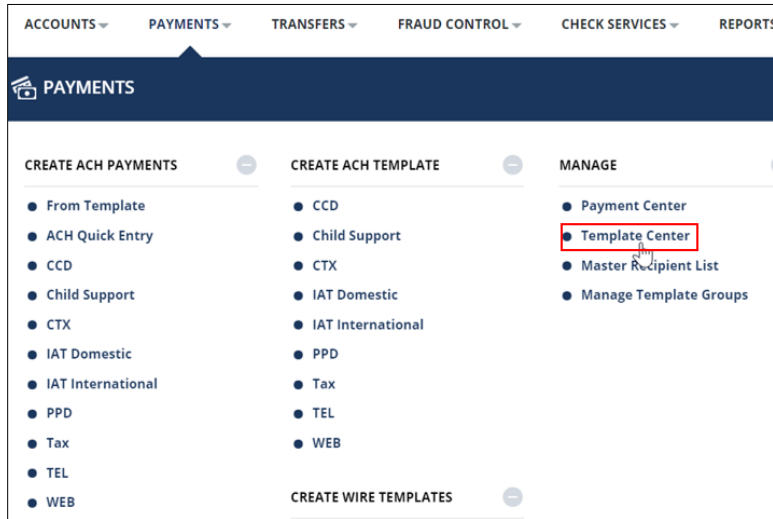 ACCOUNTS PAYMENTS TRANSFERS FRAUD CONTROL CHECK SERVICES REPORTS
PAYMENTS
CREATE ACH PAYMENTS
From Template
ACH Quick Entry
CCD
Child Support
CTX
IAT Domestic
IAT International
PPD
Tax
TEL
WEB
CREATE ACH TEMPLATE
CCD
Child Support
CTX
IAT Domestic
IAT International
PPD
Tax
TEL
WEB
CREATE WIRE TEMPLATES
MANAGE
Payment Center
Template Center
Master Recipient List
Manage Template Groups